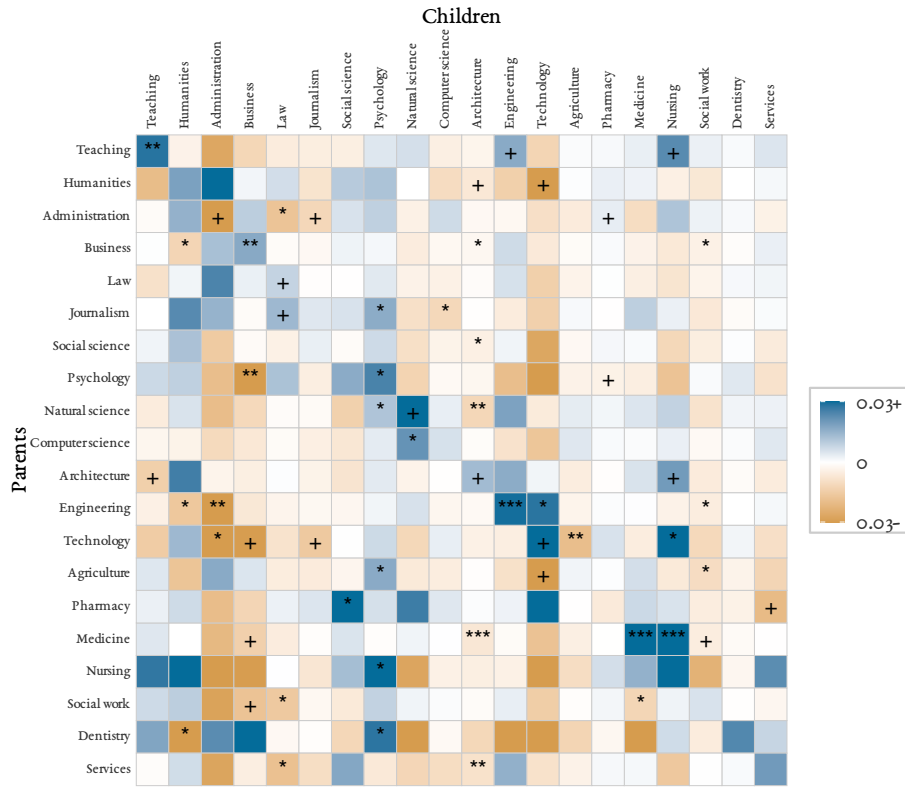 Children
Teaching
Humanities
Administration
Business
Law
Journalism
Social science
Psychology
Natural science
Computer science
Architecture
Engineering
Technology
Agriculture
Pharmacy
Medicine
Nursing
Social work
Dentistry
Services
Parents
Teaching ** + +
Humanities + +
Administration + * + +
Business * ** * *
Law +
Journalism + * *
Social science *
Psychology ** * +
Natural science * + **
Computer science *
Architecture + + +
Engineering * ** *** * *
Technology * + + + ** *
Agriculture * + *
Pharmacy * +
Medicine + *** *** *** +
Nursing *
Social work + * *
Dentistry * *
Services * **
0.03+
0
0.03-